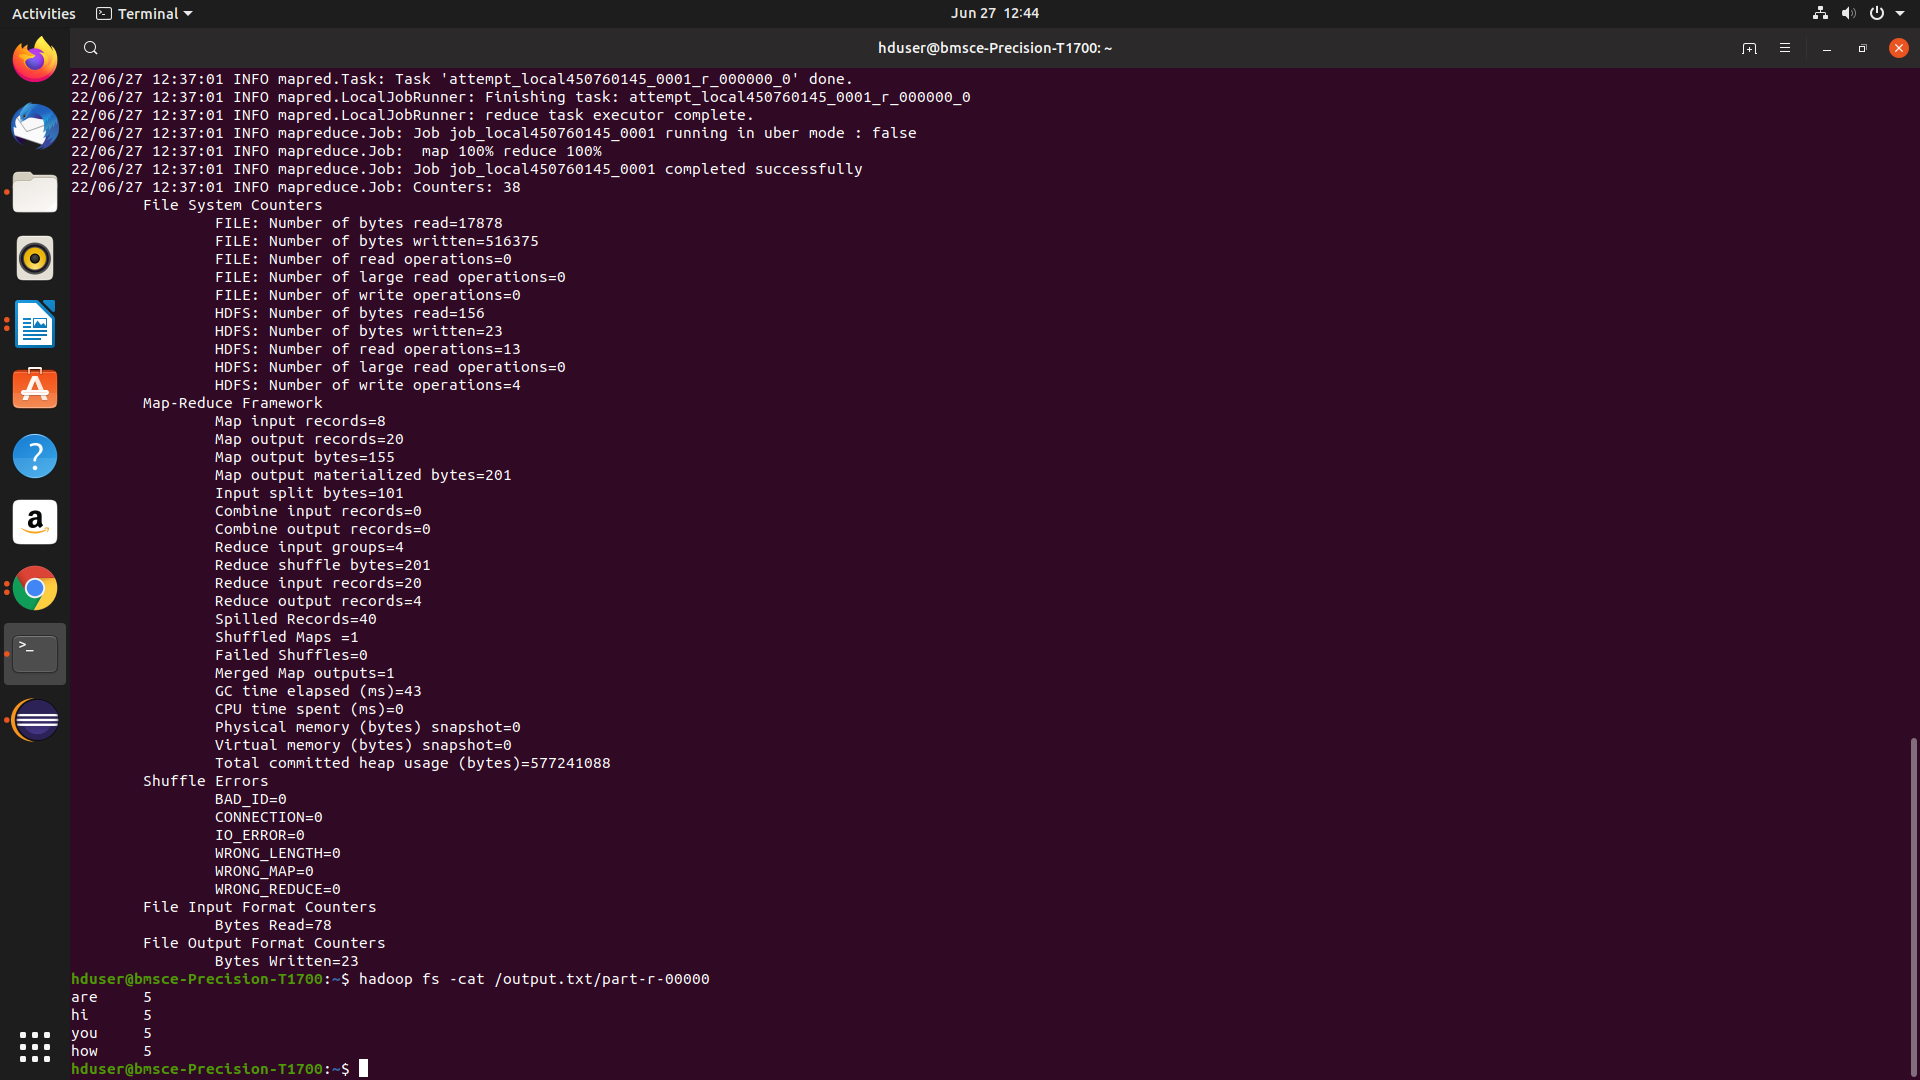 Activities
Terminal
Jun 27 12:44
hduser@bmsce-Precision-T1700: ~
22/06/27 12:37:01 INFO mapred.Task: Task 'attempt_local450760145_0001_r_000000_0' done.
22/06/27 12:37:01 INFO mapred.LocalJobRunner: Finishing task: attempt_local450760145_0001_r_000000_0
22/06/27 12:37:01 INFO mapred.LocalJobRunner: reduce task executor complete.
22/06/27 12:37:01 INFO mapreduce.Job: Job job_local450760145_0001 running in uber mode : false
22/06/27 12:37:01 INFO mapreduce.Job:  map 100% reduce 100%
22/06/27 12:37:01 INFO mapreduce.Job: Job job_local450760145_0001 completed successfully
22/06/27 12:37:01 INFO mapreduce.Job: Counters: 38
File System Counters
FILE: Number of bytes read=17878
FILE: Number of bytes written=516375
FILE: Number of read operations=0
FILE: Number of large read operations=0
FILE: Number of write operations=0
HDFS: Number of bytes read=156
HDFS: Number of bytes written=23
HDFS: Number of read operations=13
HDFS: Number of large read operations=0
HDFS: Number of write operations=4
Map-Reduce Framework
Map input records=8
Map output records=20
Map output bytes=155
Map output materialized bytes=201
Input split bytes=101
Combine input records=0
Combine output records=0
Reduce input groups=4
Reduce shuffle bytes=201
Reduce input records=20
Reduce output records=4
Spilled Records=40
Shuffled Maps =1
Failed Shuffles=0
Merged Map outputs=1
GC time elapsed (ms)=43
CPU time spent (ms)=0
Physical memory (bytes) snapshot=0
Virtual memory (bytes) snapshot=0
Total committed heap usage (bytes)=577241088
Shuffle Errors
BAD_ID=0
CONNECTION=0
IO_ERROR=0
WRONG_LENGTH=0
WRONG_MAP=0
WRONG_REDUCE=0
File Input Format Counters
Bytes Read=78
File Output Format Counters
Bytes Written=23
hduser@bmsce-Precision-T1700:~$ hadoop fs -cat /output.txt/part-r-00000
are 5
hi 5
you 5
how 5
hduser@bmsce-Precision-T1700:~$